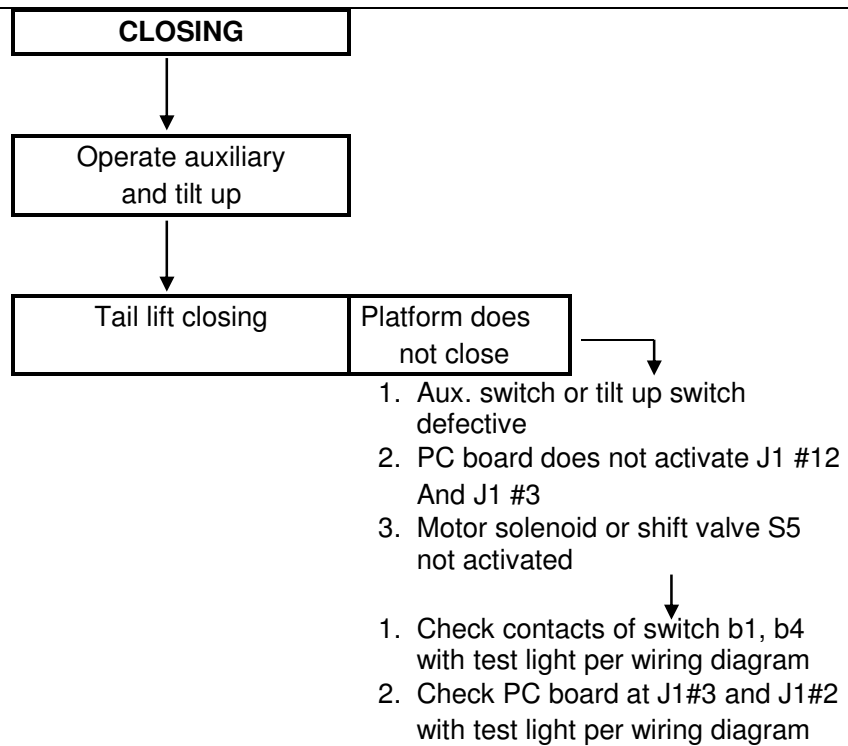 CLOSING
Operate auxiliary
and tilt up
Tail lift closing
Platform does
not close
1. Aux. switch or tilt up switch
defective
2. PC board does not activate J1 #12
And J1 #3
3. Motor solenoid or shift valve S5
not activated
1. Check contacts of switch b1, b4
with test light per wiring diagram
2. Check PC board at J1#3 and J1#2
with test light per wiring diagram